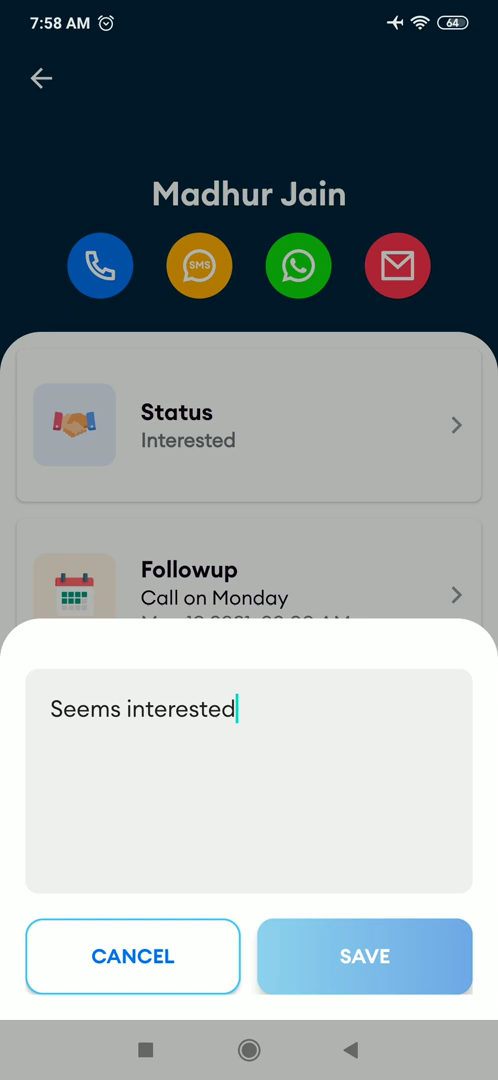 7:58 AM
64
Madhur Jain
SMS
Status
Interested
Followup
Call on Monday
Seems interested
CANCEL
SAVE